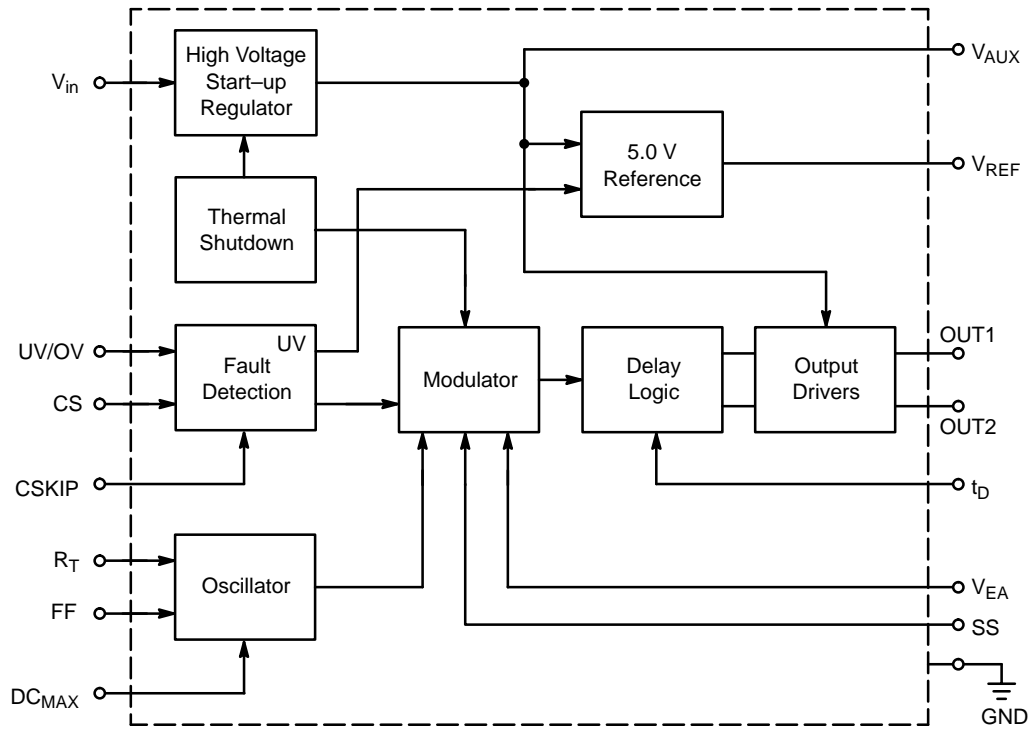 High Voltage
Start–up
Regulator
V_AUX
V_in
5.0 V
Reference
V_REF
Thermal
Shutdown
UV/OV
UV
Fault
Detection
CS
Modulator
Delay
Logic
Output
Drivers
OUT1
OUT2
CSKIP
t_D
R_T
Oscillator
FF
V_EA
SS
DC_MAX
GND